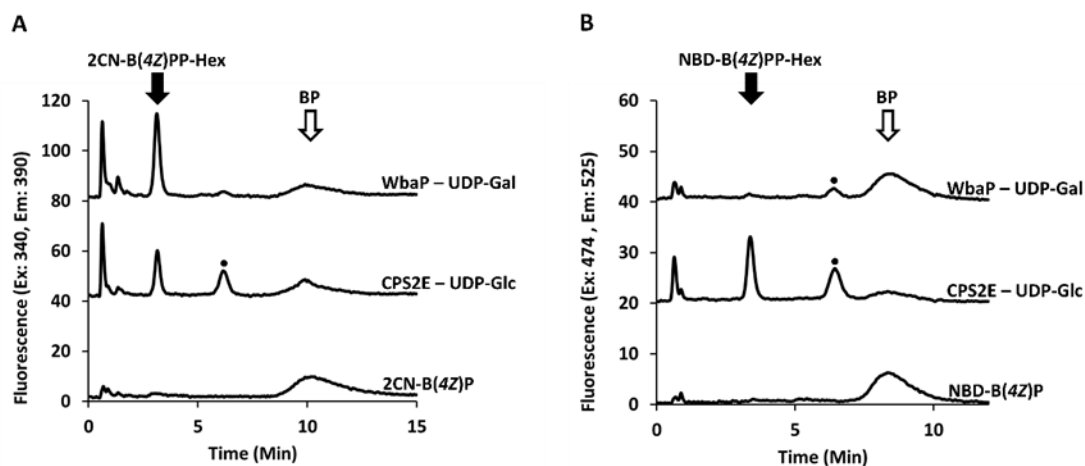 A
2CN-B(4Z)PP-Hex
BP
120
100
80
60
40
20
0
Fluorescence (Ex: 340, Em: 390)
WbaP – UDP-Gal
CPS2E – UDP-Glc
2CN-B(4Z)P
0 5 10 15
Time (Min)
B
NBD-B(4Z)PP-Hex
BP
60
50
40
30
20
10
0
Fluorescence (Ex: 474 , Em: 525)
WbaP – UDP-Gal
CPS2E – UDP-Glc
NBD-B(4Z)P
0 5 10
Time (Min)